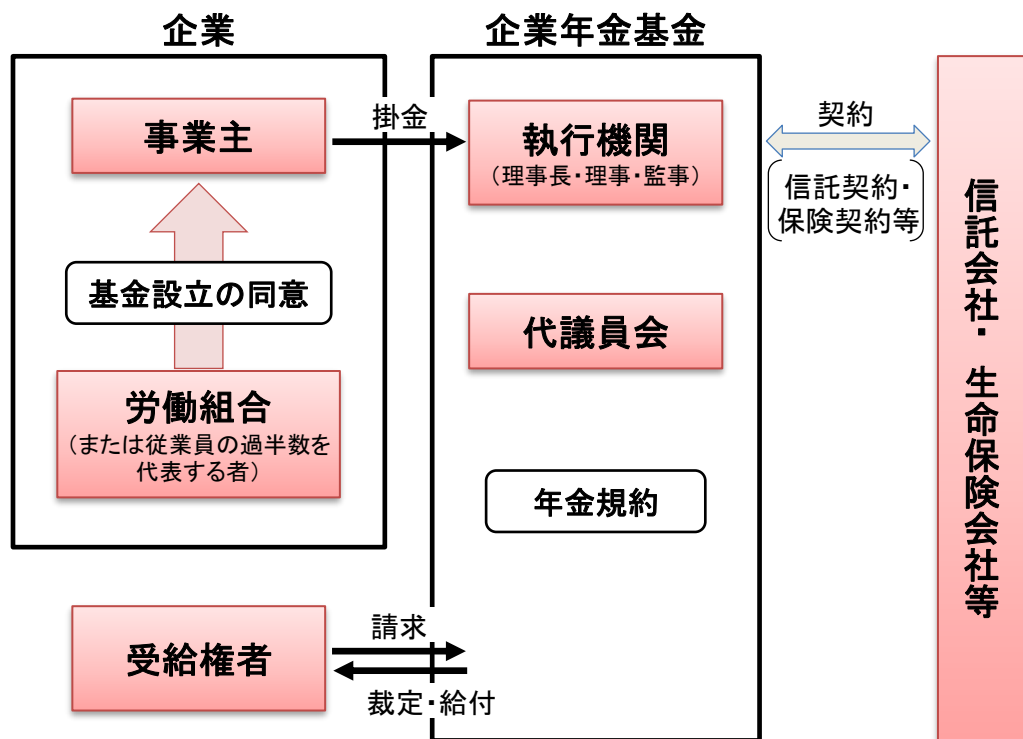 企業
事業主
基金設立の同意
労働組合
（または従業員の過半数を
代表する者）
企業年金基金
掛金
執行機関
（理事長・理事・監事）
代議員会
年金規約
契約
信託契約・
保険契約等
信託会社・生命保険会社等
受給権者
請求
裁定・給付